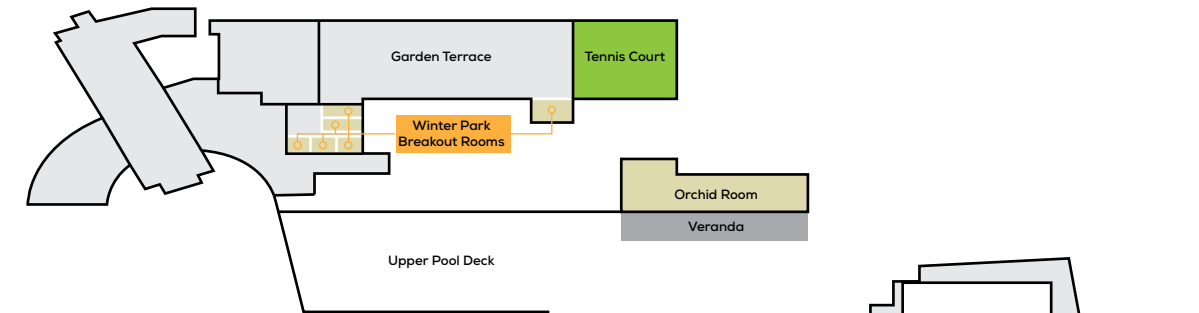 Garden Terrace
Tennis Court
Winter Park
Breakout Rooms
Orchid Room
Veranda
Upper Pool Deck